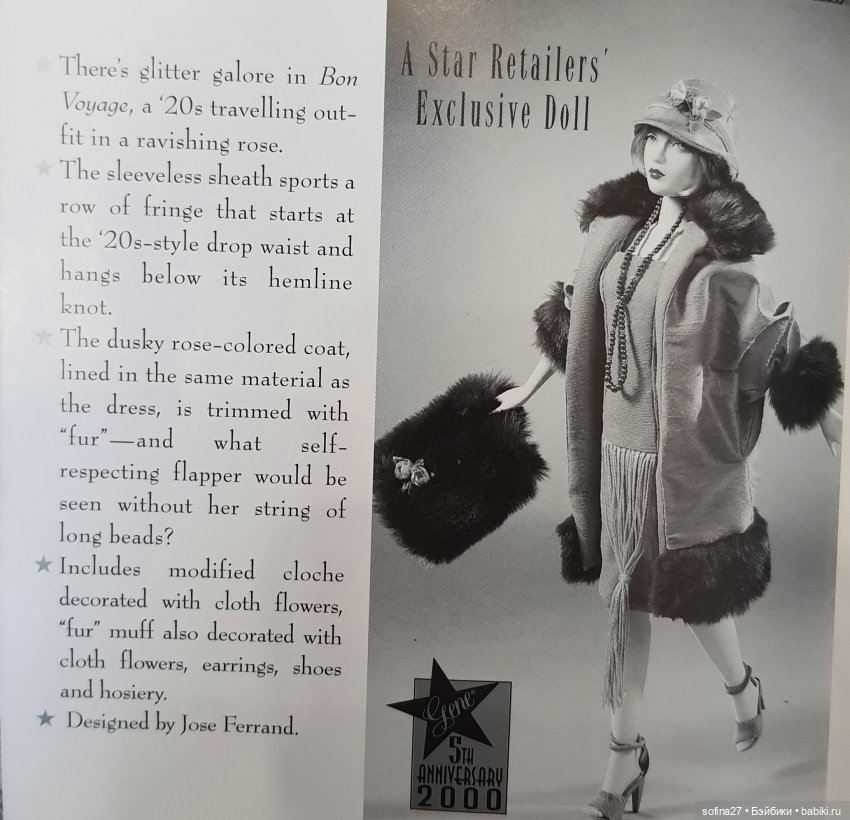 There's glitter galore in Bon
Voyage, a '20s travelling out-
fit in a ravishing rose.
The sleeveless sheath sports a
row of fringe that starts at
the '20s-style drop waist and
hangs below its hemline
knot.
The dusky rose-colored coat,
lined in the same material as
the dress, is trimmed with
“fur”—and what self-
respecting flapper would be
seen without her string of
long beads?
Includes modified cloche
decorated with cloth flowers,
“fur” muff also decorated with
cloth flowers, earrings, shoes
and hosiery.
Designed by Jose Ferrand.
A Star Retailers'
Exclusive Doll
Gene®
5TH
ANNIVERSARY
2000
sofina27 • Бэйбики • babiki.ru